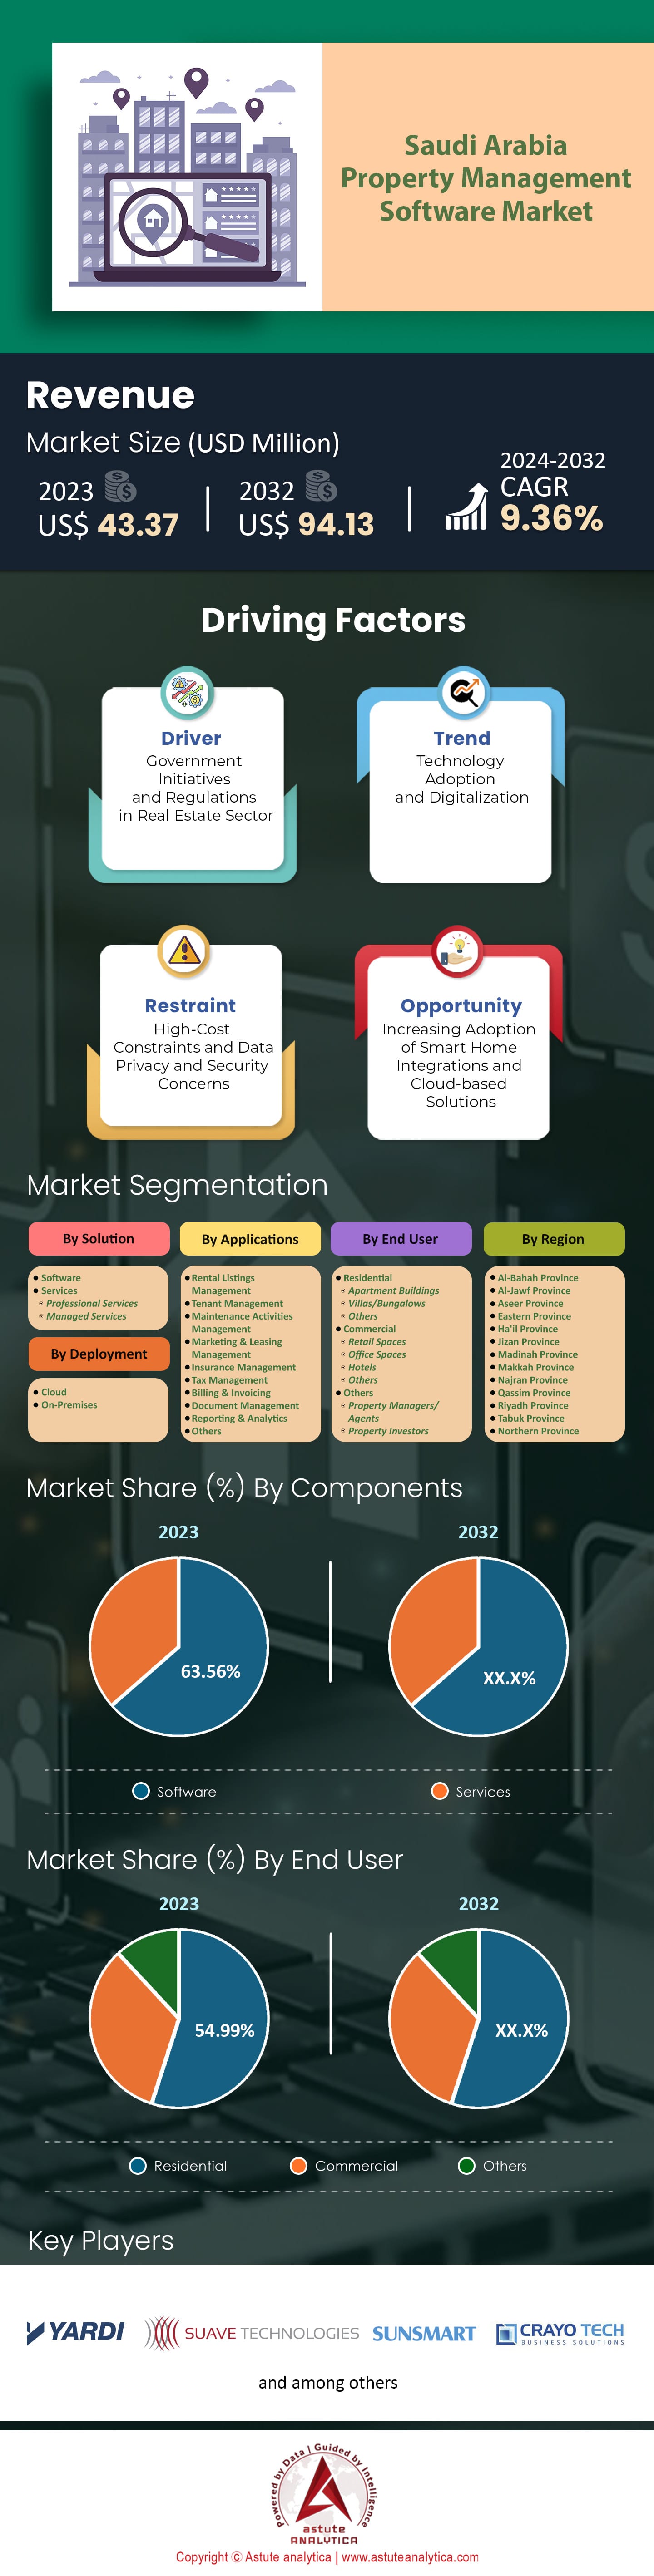 Saudi Arabia
Property Management
Software Market
Revenue
Market Size (USD Million)
2023
US$ 43.37
2032
US$ 94.13
2024-2032
CAGR
9.36%
Driving Factors
Driver
Government
Initiatives
and Regulations
in Real Estate Sector
Trend
Technology
Adoption
and Digitalization
Restraint
High-Cost
Constraints and Data
Privacy and Security
Concerns
Opportunity
Increasing Adoption
of Smart Home
Integrations and
Cloud-based
Solutions
Market Segmentation
By Solution
• Software
• Services
Professional Services
Managed Services
By Deployment
• Cloud
• On-Premises
By Applications
• Rental Listings
Management
• Tenant Management
• Maintenance Activities
Management
• Marketing & Leasing
Management
• Insurance Management
• Tax Management
• Billing & Invoicing
• Document Management
• Reporting & Analytics
• Others
By End User
• Residential
Apartment Buildings
Villas/Bungalows
Others
• Commercial
Retail Spaces
Office Spaces
Hotels
Others
• Others
Property Managers/
Agents
Property Investors
By Region
• Al-Bahah Province
• Al-Jawf Province
• Aseer Province
• Eastern Province
• Ha'il Province
• Jizan Province
• Madinah Province
• Makkah Province
• Najran Province
• Qassim Province
• Riyadh Province
• Tabuk Province
• Northern Province
Market Share (%) By Components
2023
63.56%
2032
XX.X%
Software
Services
Market Share (%) By End User
2023
54.99%
2032
XX.X%
Residential
Commercial
Others
Key Players
YARDI
SUAVE TECHNOLOGIES
SUNSMART
CRAYO TECH
BUSINESS SOLUTIONS
and among others
Powered by Data | Guided by Intelligence
astute
ANALYTICA
Copyright © Astute analytica | www.astuteanalytica.com